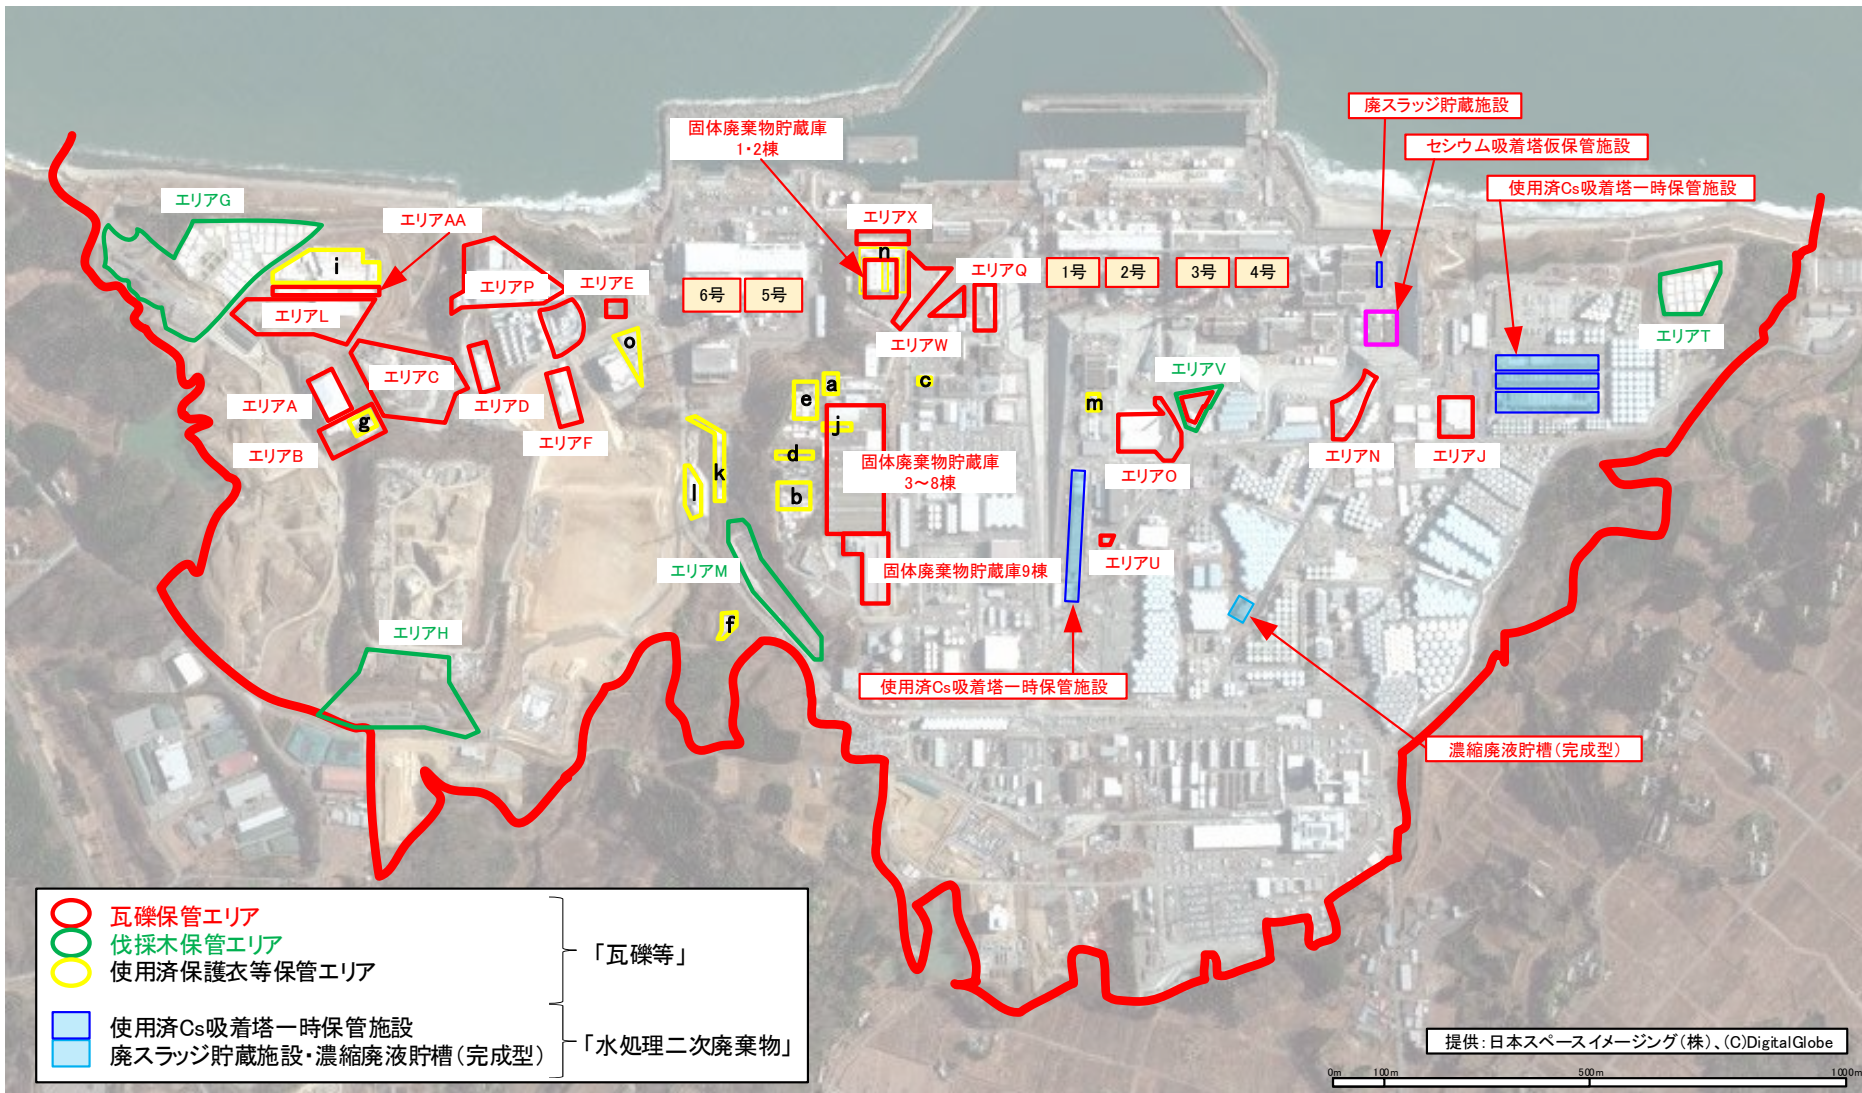 廃スラッジ貯蔵施設
固体廃棄物貯蔵庫
1・2棟
セシウム吸着塔仮保管施設
使用済Cs吸着塔一時保管施設
エリアG
エリアAA
エリアX
i
n
エリアP
エリアE
エリアQ
1号
2号
3号
4号
6号
5号
エリアL
エリアW
エリアT
o
エリアC
エリアV
エリアA
エリアD
a
c
e
m
g
j
エリアB
エリアF
d
エリアN
エリアJ
固体廃棄物貯蔵庫
3～8棟
エリアO
k
l
b
エリアM
固体廃棄物貯蔵庫9棟
エリアU
f
エリアH
使用済Cs吸着塔一時保管施設
濃縮廃液貯槽(完成型)
瓦礫保管エリア
伐採木保管エリア
使用済保護衣等保管エリア
「瓦礫等」
使用済Cs吸着塔一時保管施設
廃スラッジ貯蔵施設・濃縮廃液貯槽(完成型)
「水処理二次廃棄物」
提供：日本スペースイメージング(株)、(C)DigitalGlobe
0m 100m 500m 1000m